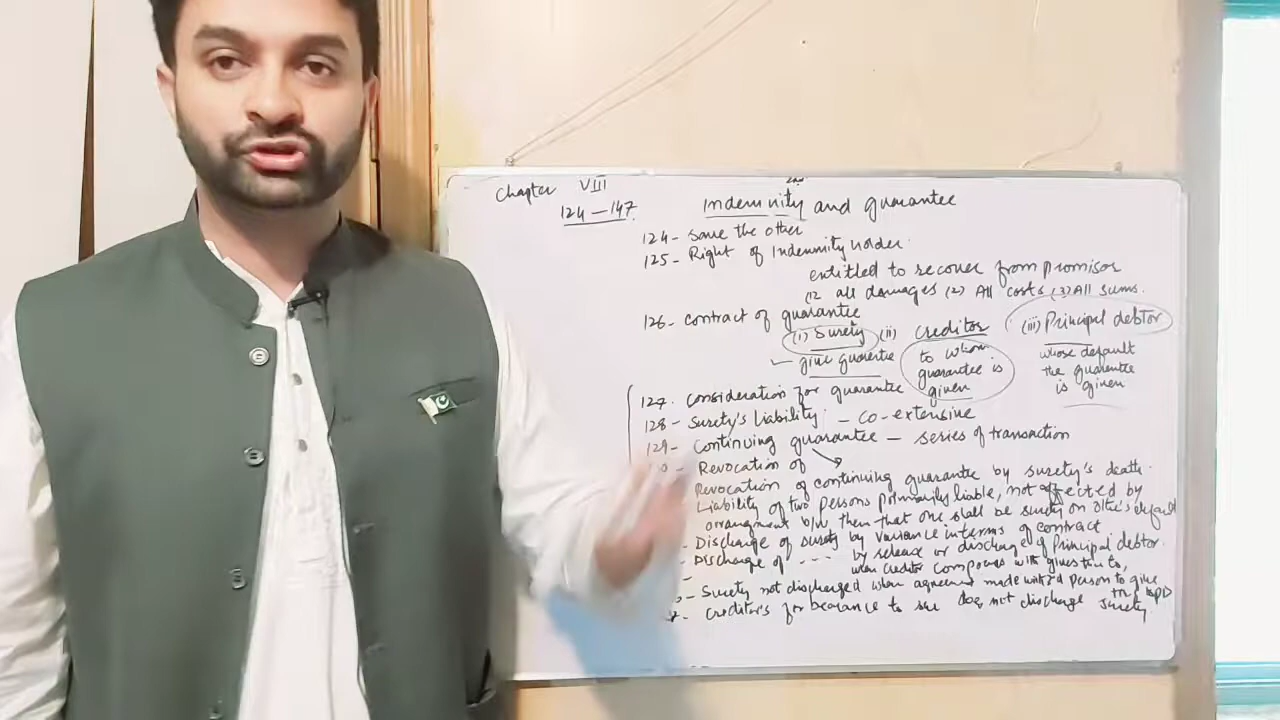 Chapter VIII
124 – 147.
Indemnity and guarantee
124 - Save the other
125 - Right of Indemnity holder.
entitled to recover from promisor
(1) all damages (2) All costs (3) All sums.
126 - contract of guarantee
(i) Surety (ii) creditor (iii) Principal debtor
give guarantee
to whom guarantee is given
whose default the guarantee is given
127. consideration for guarantee
128 - Surety's Liability - co-extensive
129 - Continuing guarantee - series of transaction
Revocation of
Revocation of continuing guarantee by surety's death.
Liability of two persons primarily liable, not affected by
arrangment b/w them that one shall be surety on other's default
- Discharge of surety by variance in terms of contract
- Discharge of - - - - by release or discharge of Principal debtor.
- when creditor compounds with, gives time to,
- Surety not discharged when agreement made with 3rd person to give
- Creditor's forbearance to sue does not discharge surety